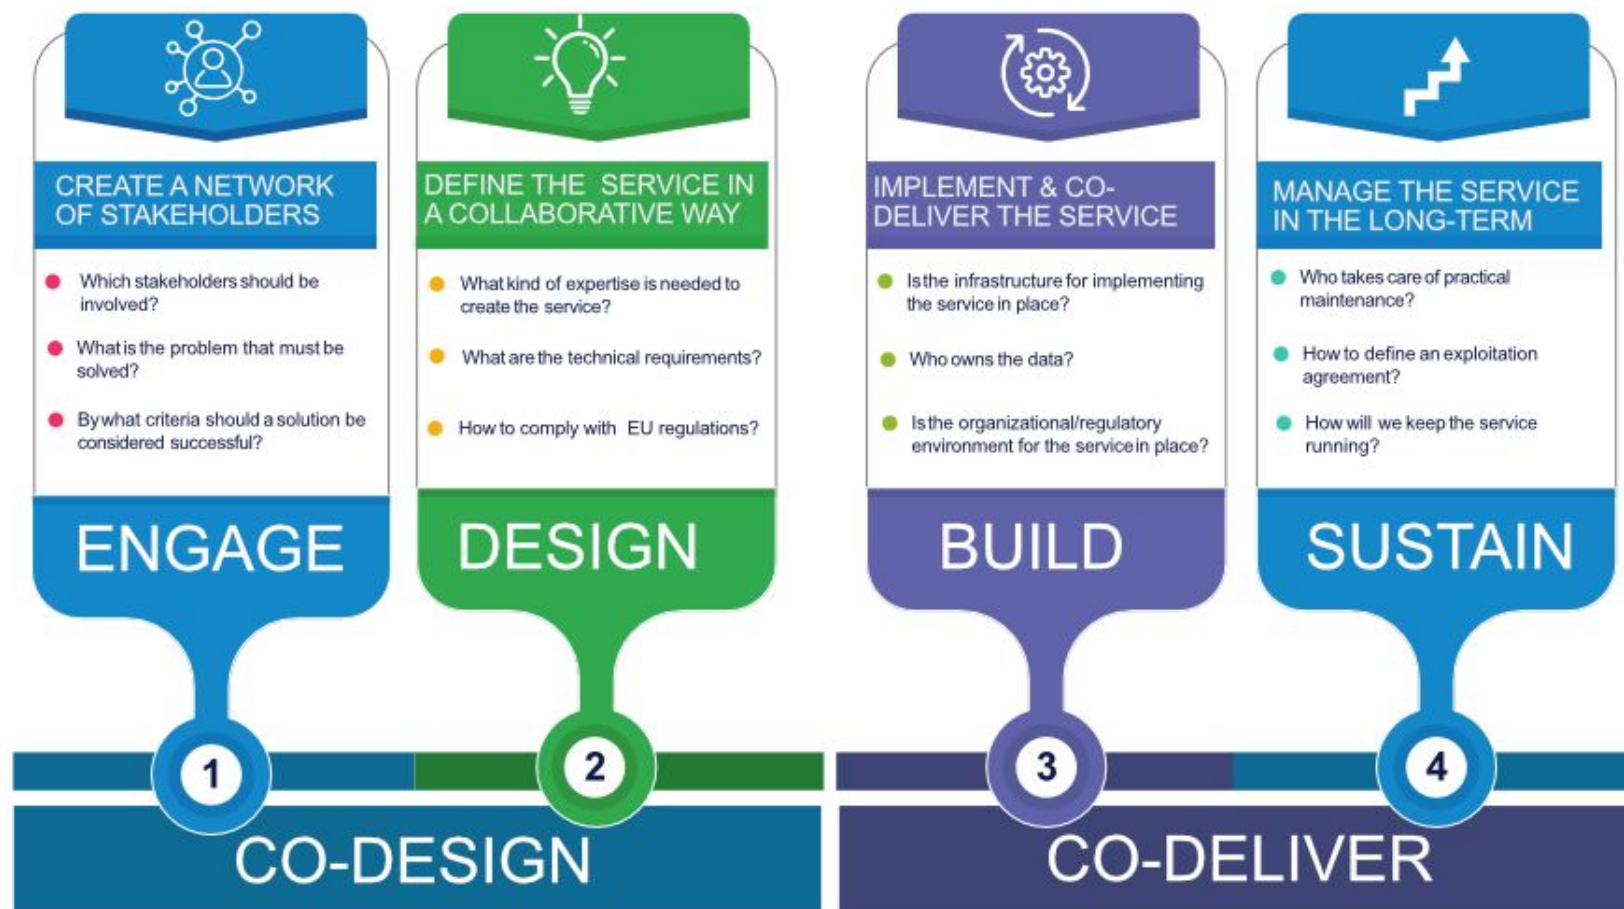 CREATE A NETWORK
OF STAKEHOLDERS
Which stakeholders should be
involved?
What is the problem that must be
solved?
By what criteria should a solution be
considered successful?
ENGAGE
1
DEFINE THE SERVICE IN
A COLLABORATIVE WAY
What kind of expertise is needed to
create the service?
What are the technical requirements?
How to comply with EU regulations?
DESIGN
2
CO-DESIGN
IMPLEMENT & CO-
DELIVER THE SERVICE
Is the infrastructure for implementing
the service in place?
Who owns the data?
Is the organizational/regulatory
environment for the service in place?
BUILD
3
MANAGE THE SERVICE
IN THE LONG-TERM
Who takes care of practical
maintenance?
How to define an exploitation
agreement?
How will we keep the service
running?
SUSTAIN
4
CO-DELIVER